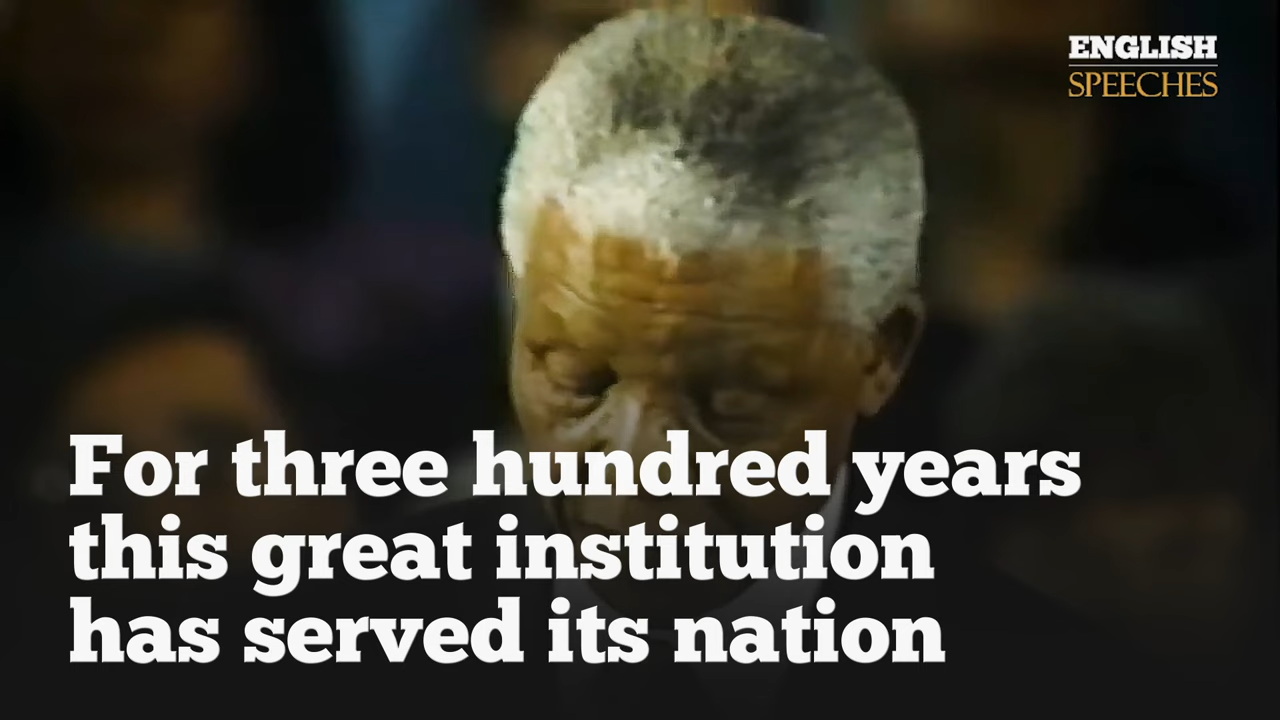 ENGLISH
SPEECHES
For three hundred years
this great institution
has served its nation